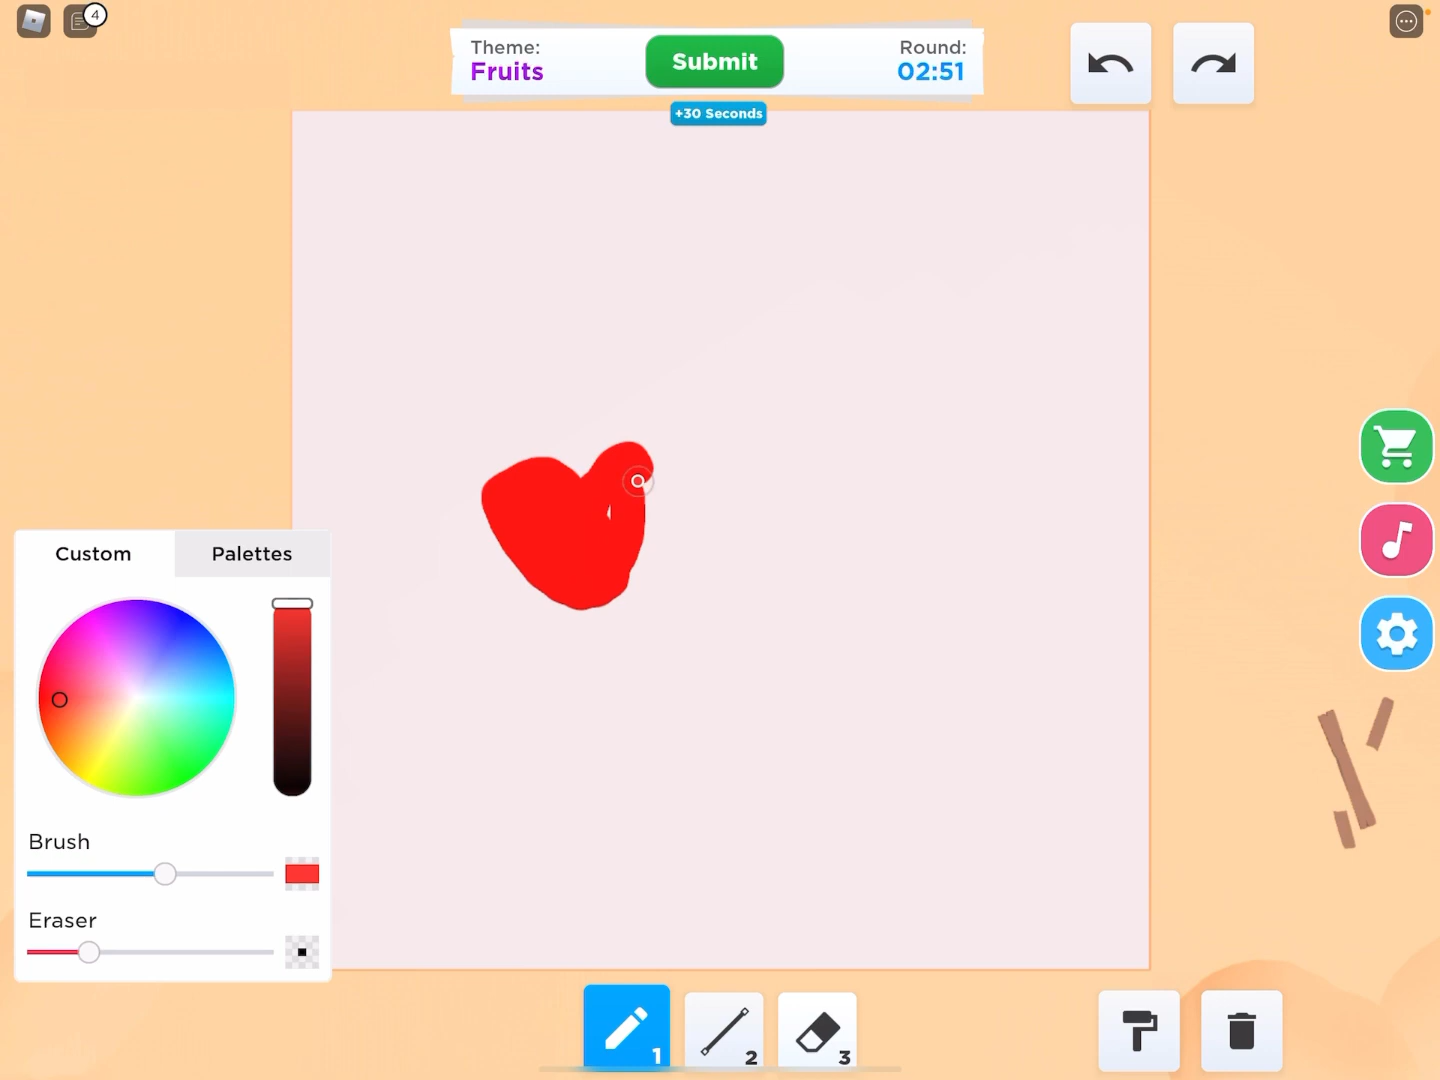 4
Theme:
Fruits
Submit
Round:
02:51
+30 Seconds
Custom
Palettes
Brush
Eraser
1
2
3